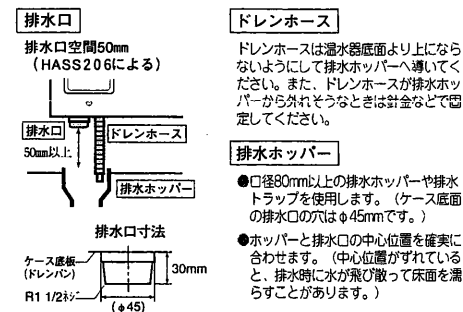 排水口
排水口空間50mm
(HASS206による)
排水口
ドレンホース
50mm以上
排水ホッパー
排水口寸法
ケース底板
(ドレンパン)
30mm
R1 1/2ネジ
(φ45)
ドレンホース
ドレンホースは温水器底面より上になら
ないようにして排水ホッパーへ導いてく
ださい。また、ドレンホースが排水ホッ
パーから外れそうなときは針金などで固
定してください。
排水ホッパー
●口径80mm以上の排水ホッパーや排水
トラップを使用します。(ケース底面
の排水口の穴はφ45mmです。)
●ホッパーと排水口の中心位置を確実に
合わせます。(中心位置がずれている
と、排水時に水が飛び散って床面を濡
らすことがあります。)